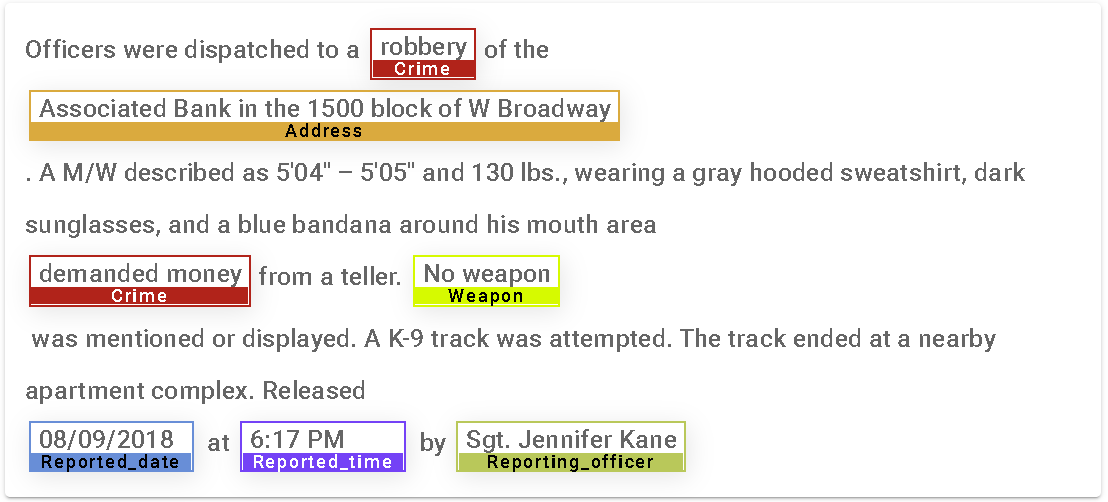 Officers were dispatched to a robbery of the
Crime
Associated Bank in the 1500 block of W Broadway
Address
. A M/W described as 5'04" – 5'05" and 130 lbs., wearing a gray hooded sweatshirt, dark
sunglasses, and a blue bandana around his mouth area
demanded money from a teller. No weapon
Crime Weapon
was mentioned or displayed. A K-9 track was attempted. The track ended at a nearby
apartment complex. Released
08/09/2018 at 6:17 PM by Sgt. Jennifer Kane
Reported_date Reported_time Reporting_officer